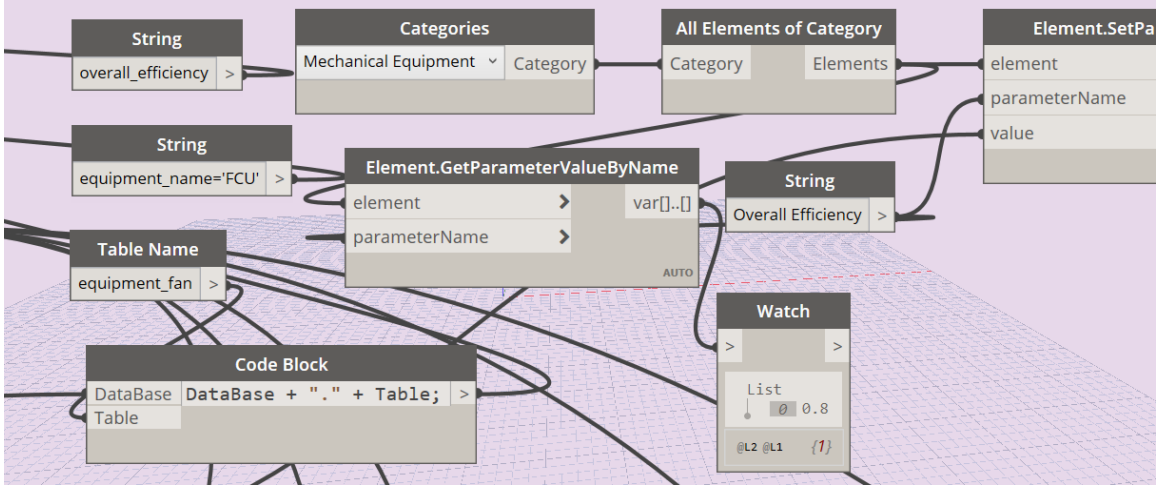 String
overall_efficiency >
Categories
Mechanical Equipment Category
All Elements of Category
Category Elements
Element.SetPa
element
parameterName
value
String
equipment_name='FCU' >
Element.GetParameterValueByName
element > var[]..[]
parameterName >
AUTO
String
Overall Efficiency >
Table Name
equipment_fan >
Watch
> >
List
0 0.8
@L2 @L1 {1}
Code Block
DataBase DataBase + "." + Table; >
Table